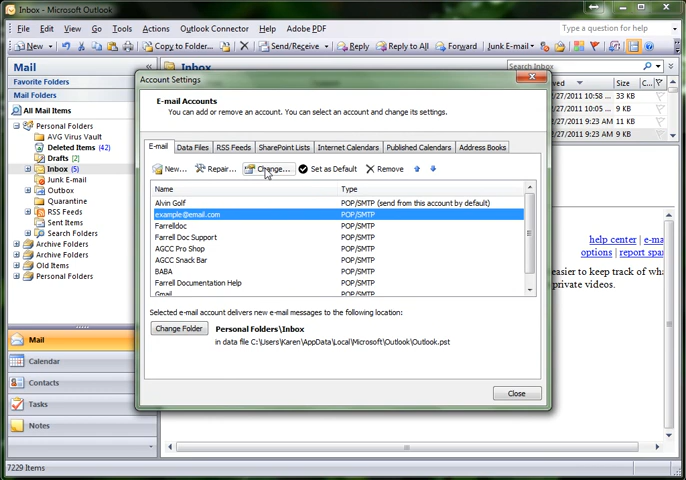 Inbox - Microsoft Outlook
File Edit View Go Tools Actions Outlook Connector Help Adobe PDF
Type a question for help
New Copy to Folder... Send/Receive Reply Reply to All Forward Junk E-mail
Mail
Favorite Folders
Mail Folders
All Mail Items
Personal Folders
AVG Virus Vault
Deleted Items (42)
Drafts [2]
Inbox (5)
Junk E-mail
Outbox
Quarantine
RSS Feeds
Sent Items
Search Folders
Archive Folders
Archive Folders
Old Items
Personal Folders
Mail
Calendar
Contacts
Tasks
Notes
7229 Items
Inbox
Search Inbox
Size
/27/2011 10:58 ... 33 KB
/27/2011 10:05 ... 9 KB
/27/2011 9:23 AM 11 KB
/27/2011 9:23 AM 9 KB
help center | e-ma
options | report spa
easier to keep track of wha
private videos.
Account Settings
E-mail Accounts
You can add or remove an account. You can select an account and change its settings.
E-mail Data Files RSS Feeds SharePoint Lists Internet Calendars Published Calendars Address Books
New... Repair... Change... Set as Default Remove
Name Type
Alvin Golf POP/SMTP (send from this account by default)
example@email.com POP/SMTP
Farrelldoc POP/SMTP
Farrell Doc Support POP/SMTP
AGCC Pro Shop POP/SMTP
AGCC Snack Bar POP/SMTP
BABA POP/SMTP
Farrell Documentation Help POP/SMTP
Gmail POP/SMTP
Selected e-mail account delivers new e-mail messages to the following location:
Change Folder Personal Folders\Inbox
in data file C:\Users\Karen\AppData\Local\Microsoft\Outlook\Outlook.pst
Close